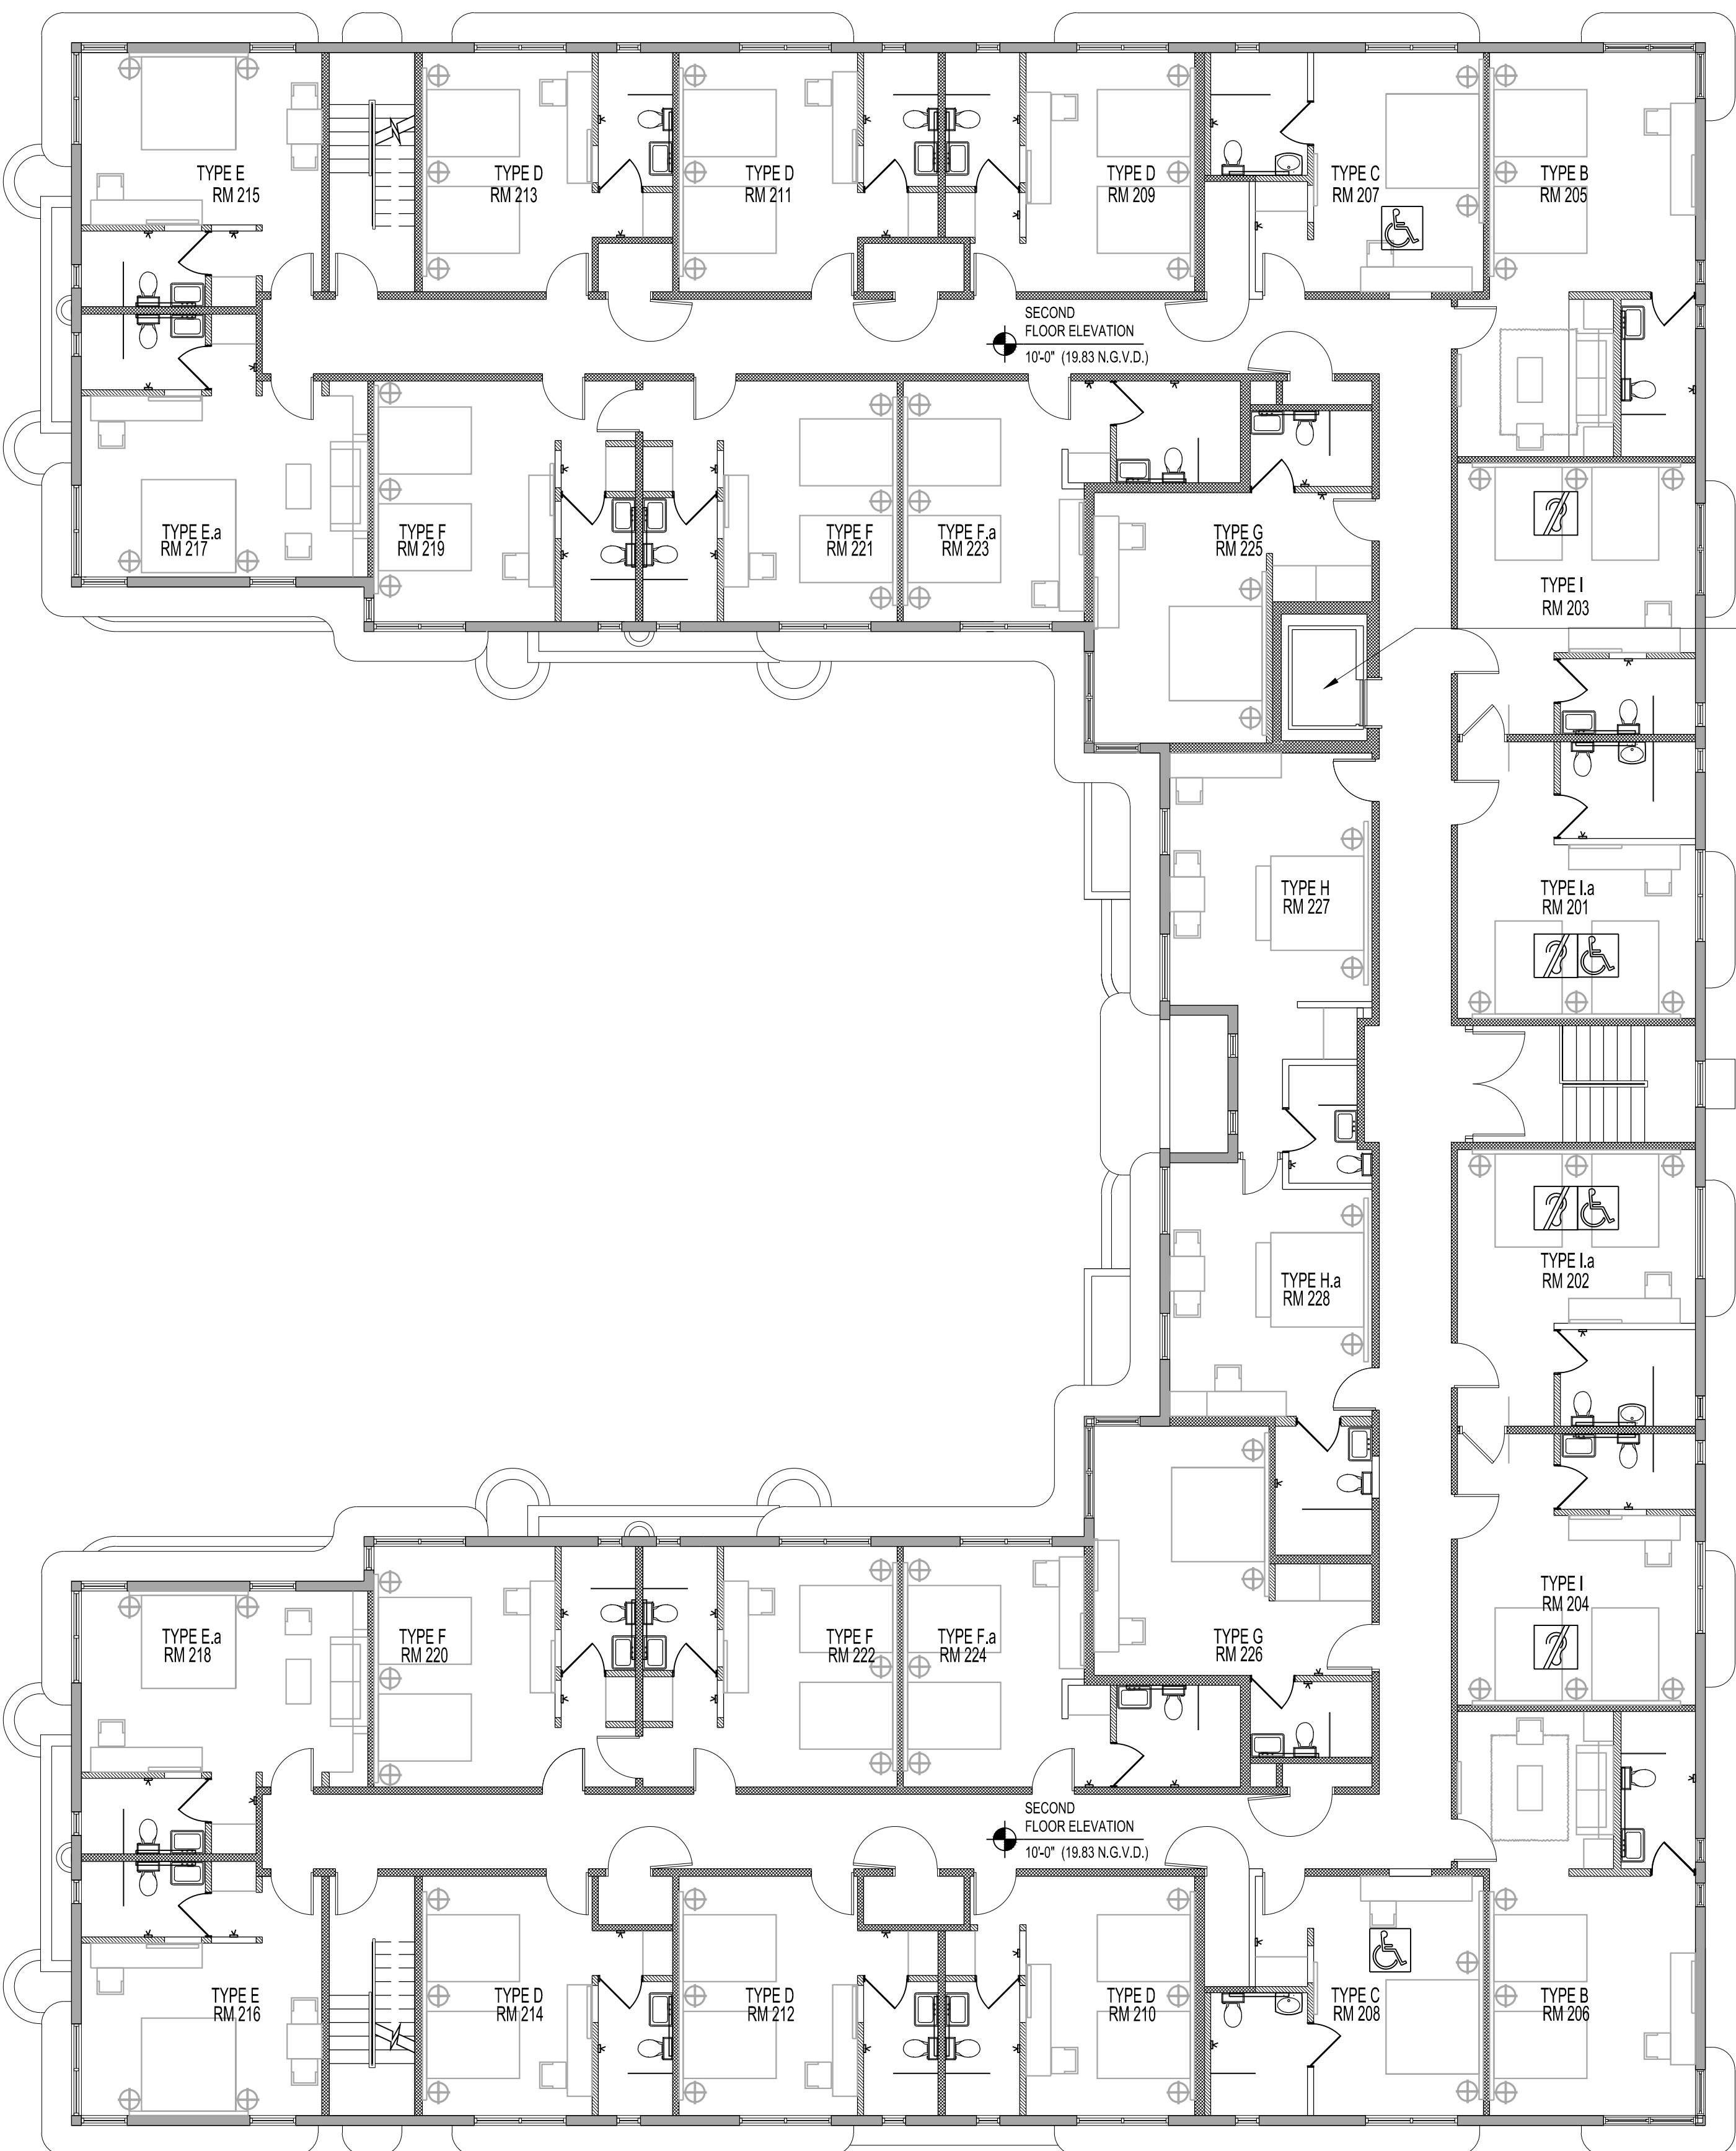 TYPE E
RM 215
TYPE D
RM 213
TYPE D
RM 211
TYPE D
RM 209
TYPE C
RM 207
TYPE B
RM 205
SECOND
FLOOR ELEVATION
10'-0" (19.83 N.G.V.D.)
TYPE E.a
RM 217
TYPE F
RM 219
TYPE F
RM 221
TYPE F.a
RM 223
TYPE G
RM 225
TYPE I
RM 203
TYPE H
RM 227
TYPE I.a
RM 201
TYPE H.a
RM 228
TYPE I.a
RM 202
TYPE I
RM 204
TYPE E.a
RM 218
TYPE F
RM 220
TYPE F
RM 222
TYPE F.a
RM 224
TYPE G
RM 226
SECOND
FLOOR ELEVATION
10'-0" (19.83 N.G.V.D.)
TYPE E
RM 216
TYPE D
RM 214
TYPE D
RM 212
TYPE D
RM 210
TYPE C
RM 208
TYPE B
RM 206